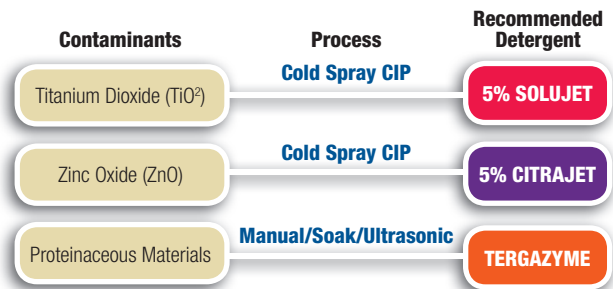 Contaminants Process Recommended Detergent
Titanium Dioxide (TiO²) Cold Spray CIP 5% SOLUJET
Zinc Oxide (ZnO) Cold Spray CIP 5% CITRAJET
Proteinaceous Materials Manual/Soak/Ultrasonic TERGAZYME